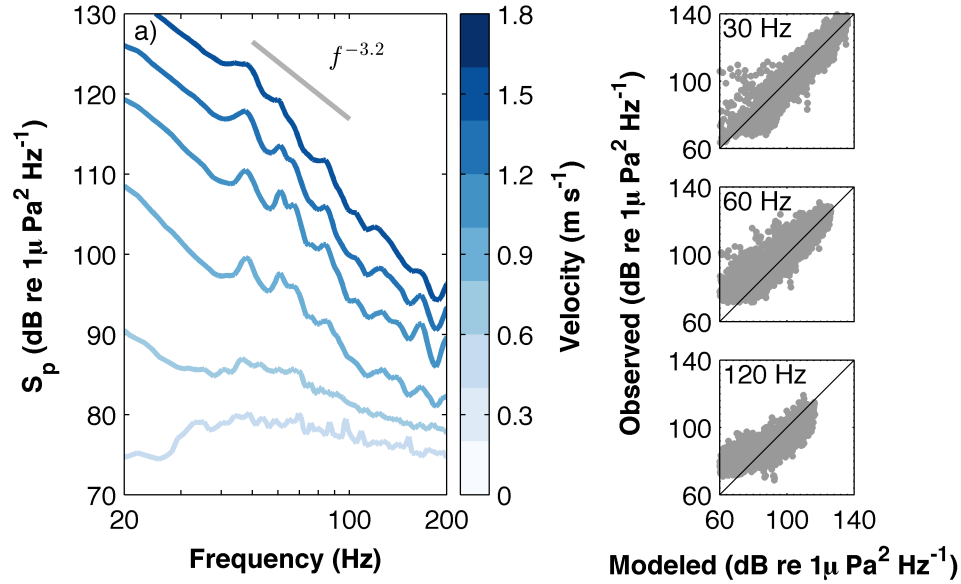 a)
f^{-3.2}
130
120
110
100
90
80
70
20
100
200
S_p (dB re 1μ Pa² Hz⁻¹)
Frequency (Hz)
1.8
1.5
1.2
0.9
0.6
0.3
0
Velocity (m s⁻¹)
30 Hz
140
100
60
60 Hz
140
100
60
120 Hz
140
100
60
60
100
140
Observed (dB re 1μ Pa² Hz⁻¹)
Modeled (dB re 1μ Pa² Hz⁻¹)